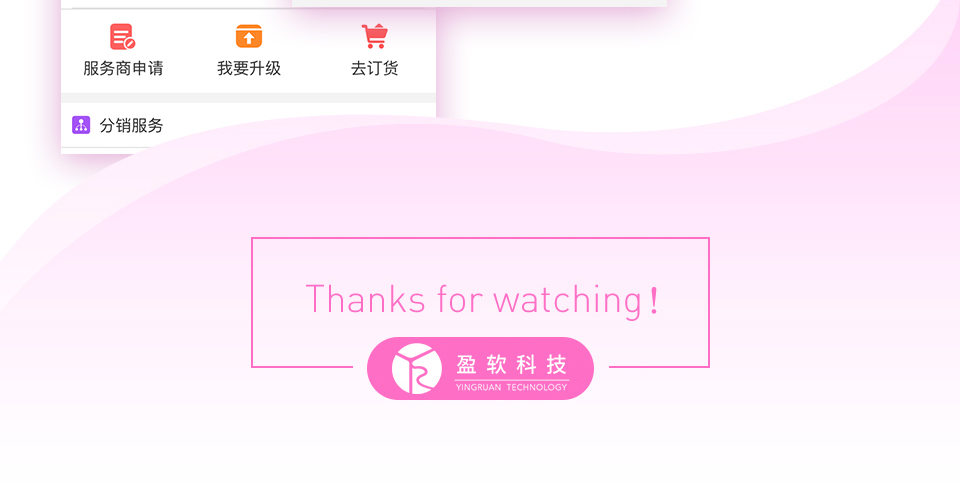 服务商申请 我要升级 去订货
分销服务
Thanks for watching！
盈软科技
YINGRUAN TECHNOLOGY